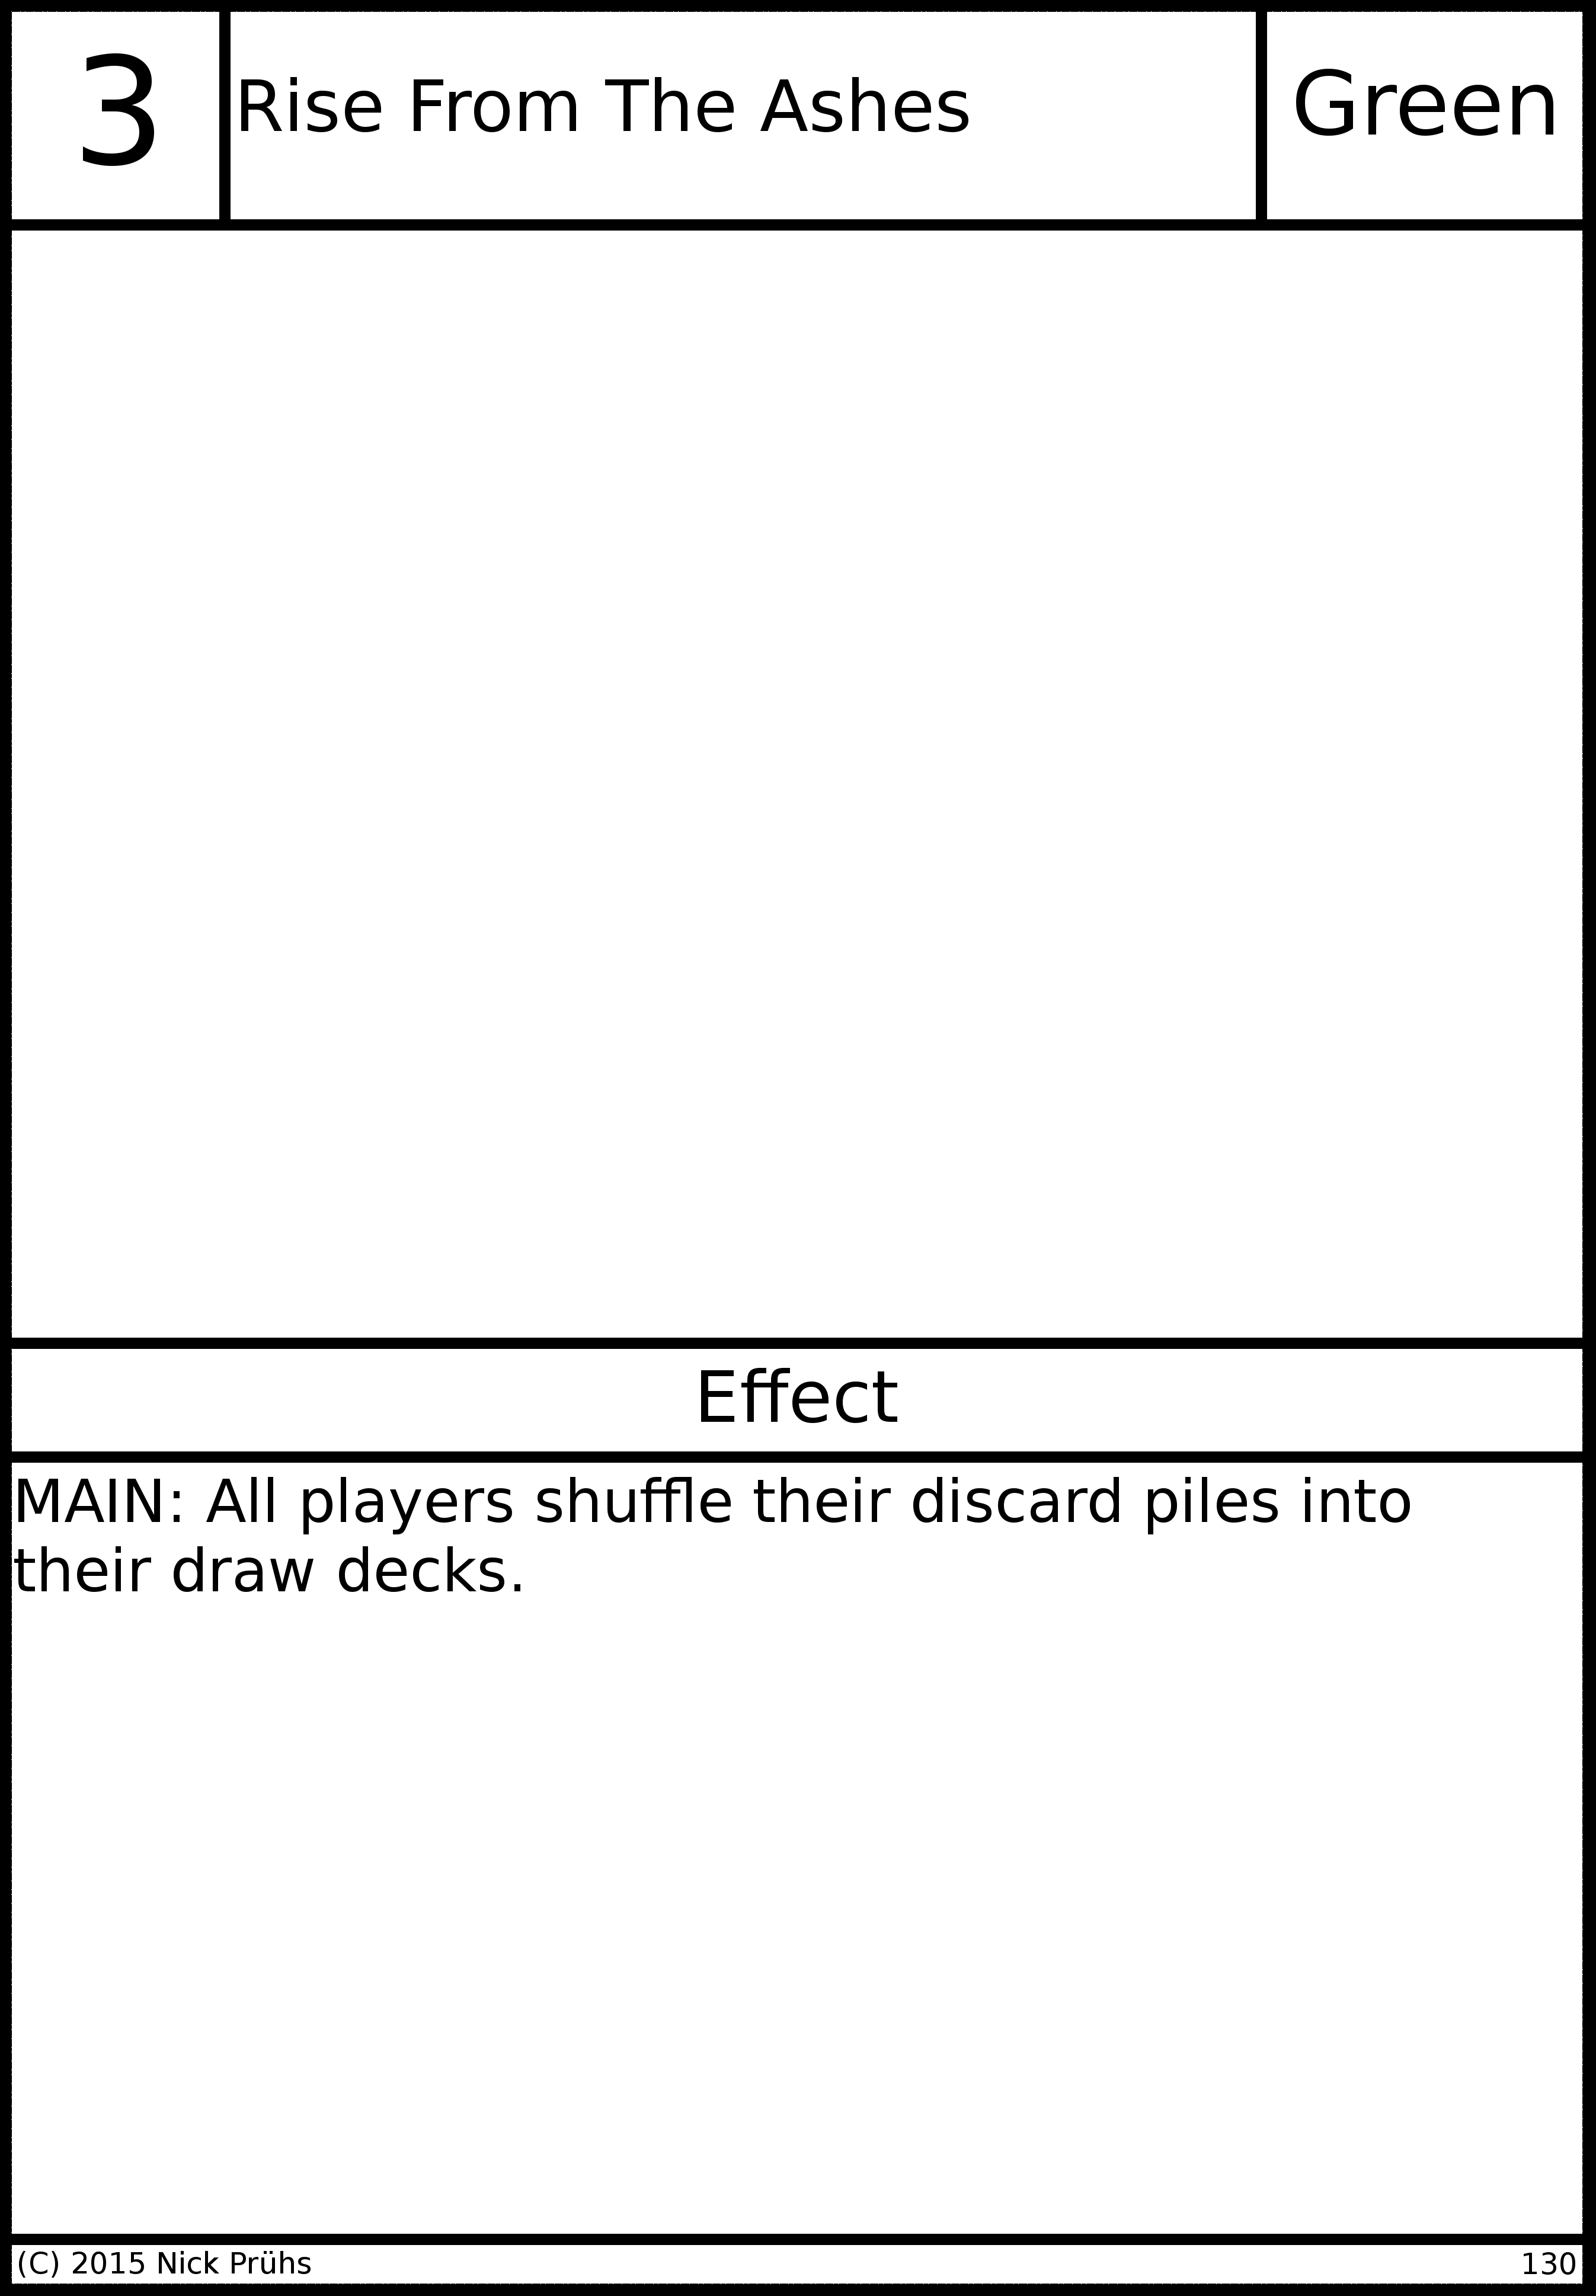 3
Rise From The Ashes
Green
Effect
MAIN: All players shuffle their discard piles into
their draw decks.
(C) 2015 Nick Prühs
130